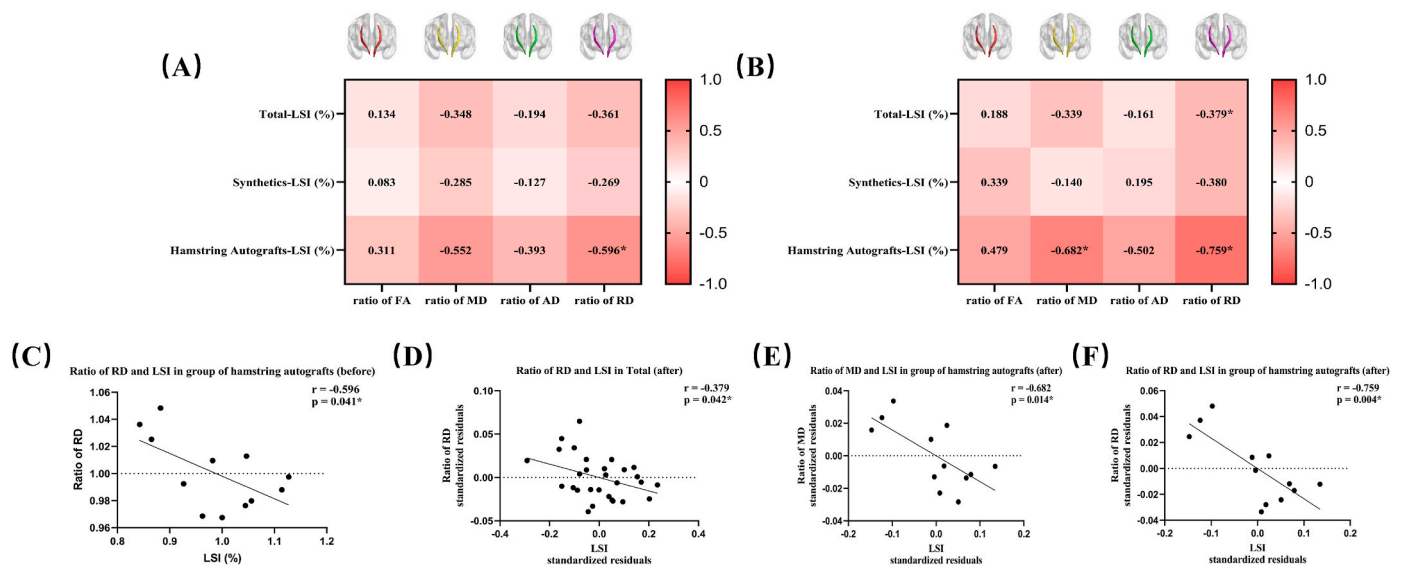 (A)
1.0
Total-LSI (%)
0.134
-0.348
-0.194
-0.361
0.5
Synthetics-LSI (%)
0.083
-0.285
-0.127
-0.269
0
Hamstring Autografts-LSI (%)
0.311
-0.552
-0.393
-0.596*
-0.5
-1.0
ratio of FA
ratio of MD
ratio of AD
ratio of RD
(B)
1.0
Total-LSI (%)
0.188
-0.339
-0.161
-0.379*
0.5
Synthetics-LSI (%)
0.339
-0.140
0.195
-0.380
0
Hamstring Autografts-LSI (%)
0.479
-0.682*
-0.502
-0.759*
-0.5
-1.0
ratio of FA
ratio of MD
ratio of AD
ratio of RD
(C)
Ratio of RD and LSI in group of hamstring autografts (before)
r = -0.596
p = 0.041*
1.06
1.04
1.02
1.00
0.98
0.96
Ratio of RD
0.8
0.9
1.0
1.1
1.2
LSI (%)
(D)
Ratio of RD and LSI in Total (after)
r = -0.379
p = 0.042*
0.10
0.05
0.00
-0.05
Ratio of RD
standardized residuals
-0.4
-0.2
0.0
0.2
0.4
LSI
standardized residuals
(E)
Ratio of MD and LSI in group of hamstring autografts (after)
r = -0.682
p = 0.014*
0.04
0.02
0.00
-0.02
-0.04
Ratio of MD
standardized residuals
-0.2
-0.1
0.0
0.1
0.2
LSI
standardized residuals
(F)
Ratio of RD and LSI in group of hamstring autografts (after)
r = -0.759
p = 0.004*
0.06
0.04
0.02
0.00
-0.02
-0.04
Ratio of RD
standardized residuals
-0.2
-0.1
0.0
0.1
0.2
LSI
standardized residuals